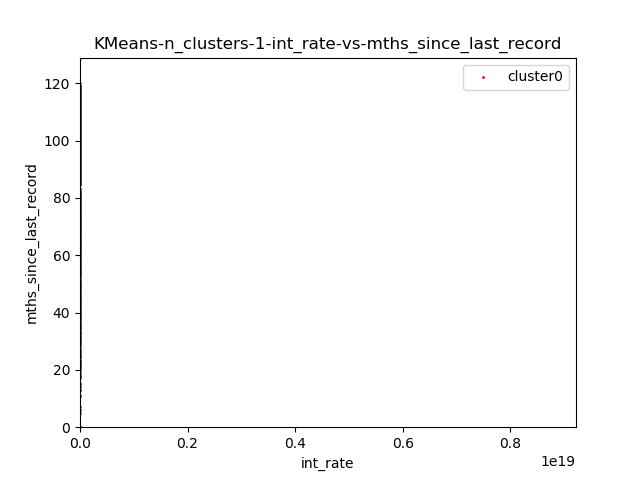 KMeans-n_clusters-1-int_rate-vs-mths_since_last_record
cluster0
120
100
80
60
40
20
0
mths_since_last_record
0.0 0.2 0.4 0.6 0.8
1e19
int_rate